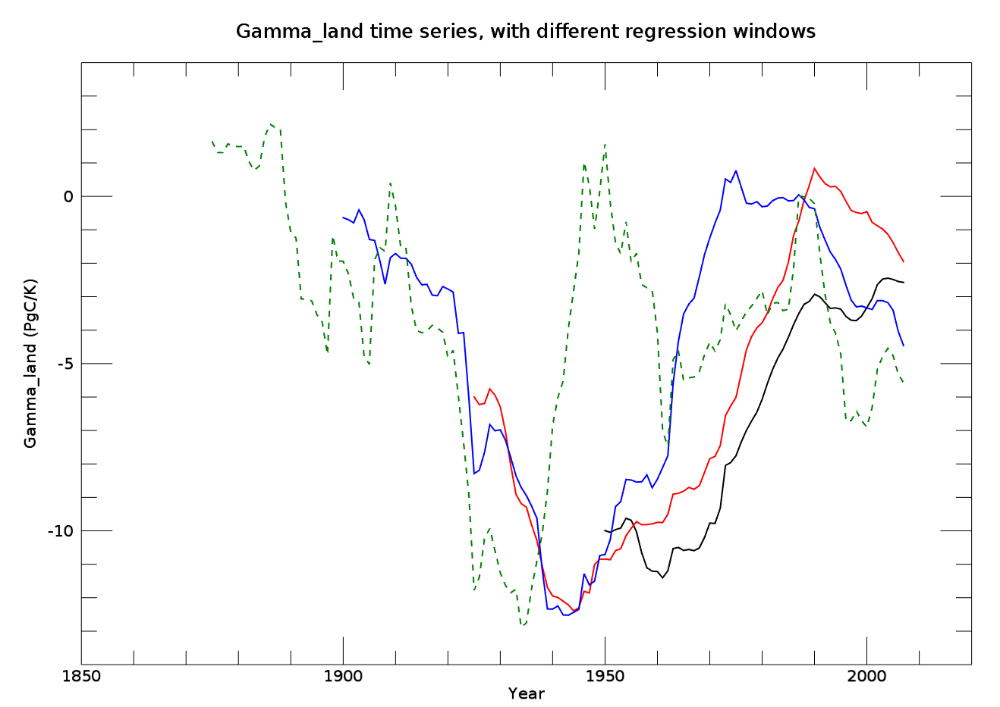 Gamma_land time series, with different regression windows
Gamma_land (PgC/K)
0
-5
-10
1850
1900
1950
2000
Year